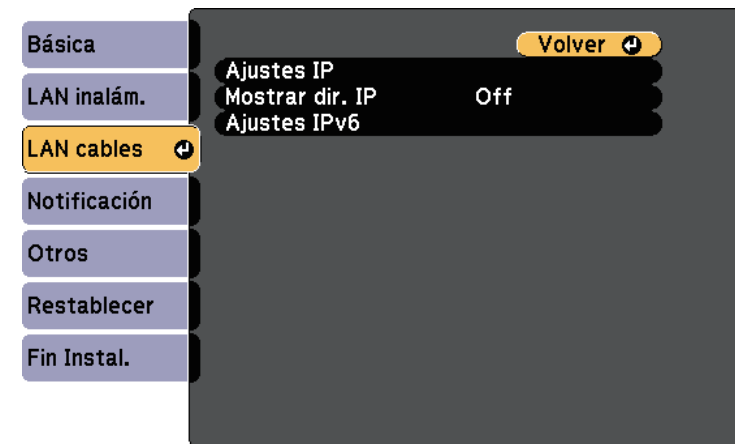 Básica
LAN inalám.
LAN cables
Notificación
Otros
Restablecer
Fin Instal.
Volver
Ajustes IP
Mostrar dir. IP Off
Ajustes IPv6